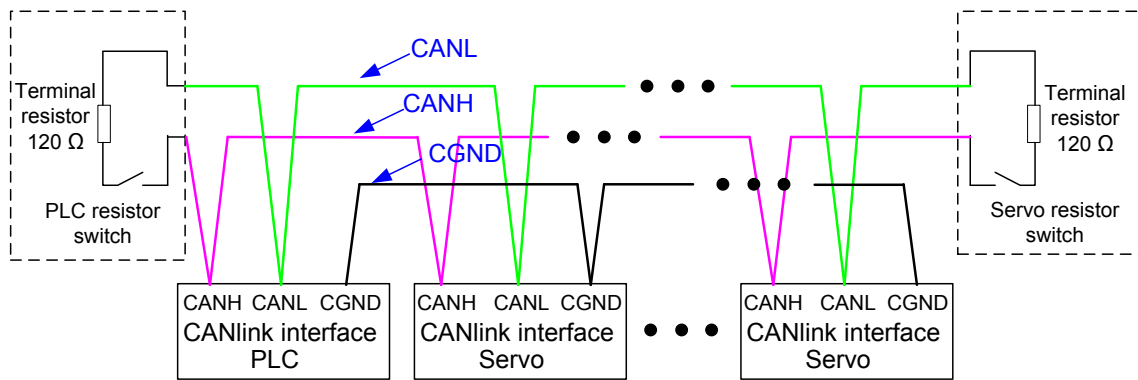 CANL
CANH
CGND
Terminal
resistor
120 Ω
PLC resistor
switch
Terminal
resistor
120 Ω
Servo resistor
switch
CANH CANL CGND
CANlink interface
PLC
CANH CANL CGND
CANlink interface
Servo
CANH CANL CGND
CANlink interface
Servo